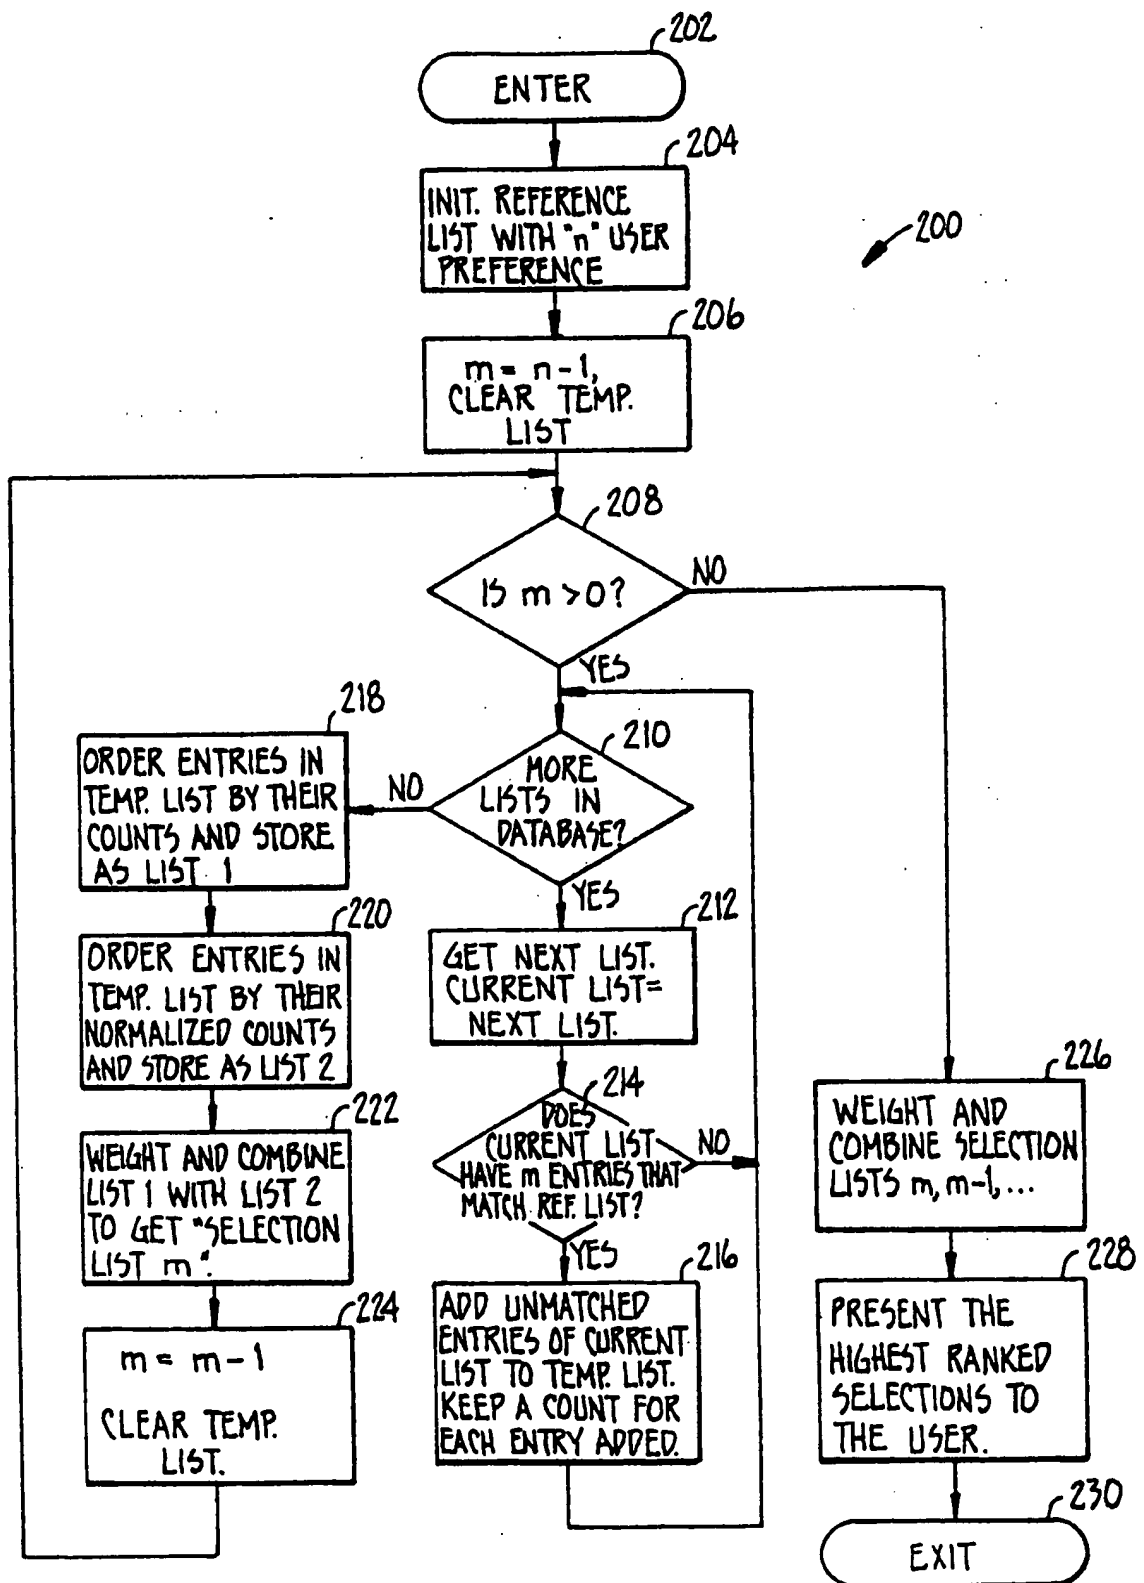 202
ENTER
204
INIT. REFERENCE
LIST WITH "n" USER
PREFERENCE
200
206
m = n-1,
CLEAR TEMP.
LIST
208
IS m > 0?
NO
YES
218
ORDER ENTRIES IN
TEMP. LIST BY THEIR
COUNTS AND STORE
AS LIST 1
NO
210
MORE
LISTS IN
DATABASE?
YES
220
ORDER ENTRIES IN
TEMP. LIST BY THEIR
NORMALIZED COUNTS
AND STORE AS LIST 2
212
GET NEXT LIST.
CURRENT LIST=
NEXT LIST.
222
WEIGHT AND COMBINE
LIST 1 WITH LIST 2
TO GET "SELECTION
LIST m".
214
DOES
CURRENT LIST
HAVE m ENTRIES THAT
MATCH REF. LIST?
NO
YES
226
WEIGHT AND
COMBINE SELECTION
LISTS m, m-1, ...
224
m = m-1
CLEAR TEMP.
LIST.
216
ADD UNMATCHED
ENTRIES OF CURRENT
LIST TO TEMP. LIST.
KEEP A COUNT FOR
EACH ENTRY ADDED.
228
PRESENT THE
HIGHEST RANKED
SELECTIONS TO
THE USER.
230
EXIT